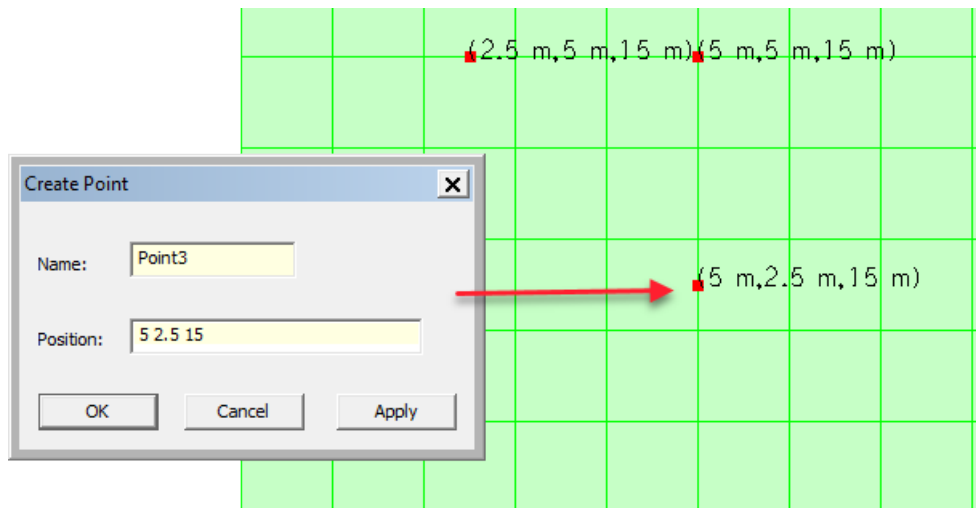 (2.5 m,5 m,15 m)(5 m,5 m,15 m)
Create Point
Name: Point3
(5 m,2.5 m,15 m)
Position: 5 2.5 15
OK Cancel Apply